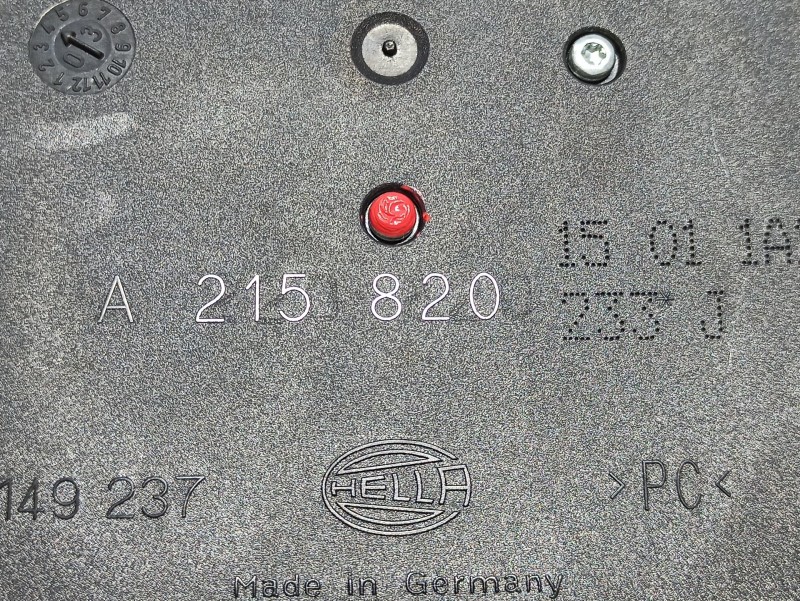 15 01 1A
233 J
A 215 820
149 237
HELLA
>PC<
Made in Germany